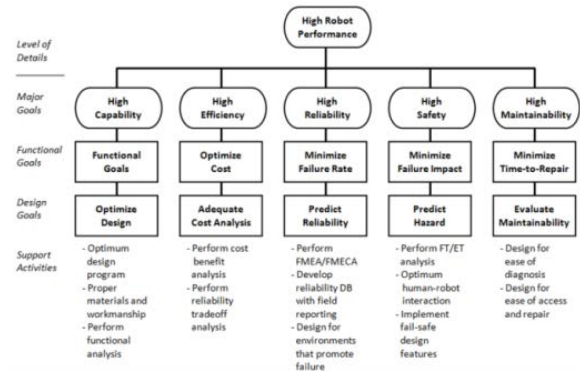 High Robot
Performance
Level of
Details
Major
Goals
High
Capability
High
Efficiency
High
Reliability
High
Safety
High
Maintainability
Functional
Goals
Functional
Goals
Optimize
Cost
Minimize
Failure Rate
Minimize
Failure Impact
Minimize
Time-to-Repair
Design
Goals
Optimize
Design
Adequate
Cost Analysis
Predict
Reliability
Predict
Hazard
Evaluate
Maintainability
Support
Activities
- Optimum
design
program
- Proper
materials and
workmanship
- Perform
functional
analysis
- Perform cost
benefit
analysis
- Perform
reliability
tradeoff
analysis
- Perform
FMEA/FMECA
- Develop
reliability DB
with field
reporting
- Design for
environments
that promote
failure
- Perform FT/ET
analysis
- Optimum
human-robot
interaction
- Implement
fail-safe
design
features
- Design for
ease of
diagnosis
- Design for
ease of access
and repair